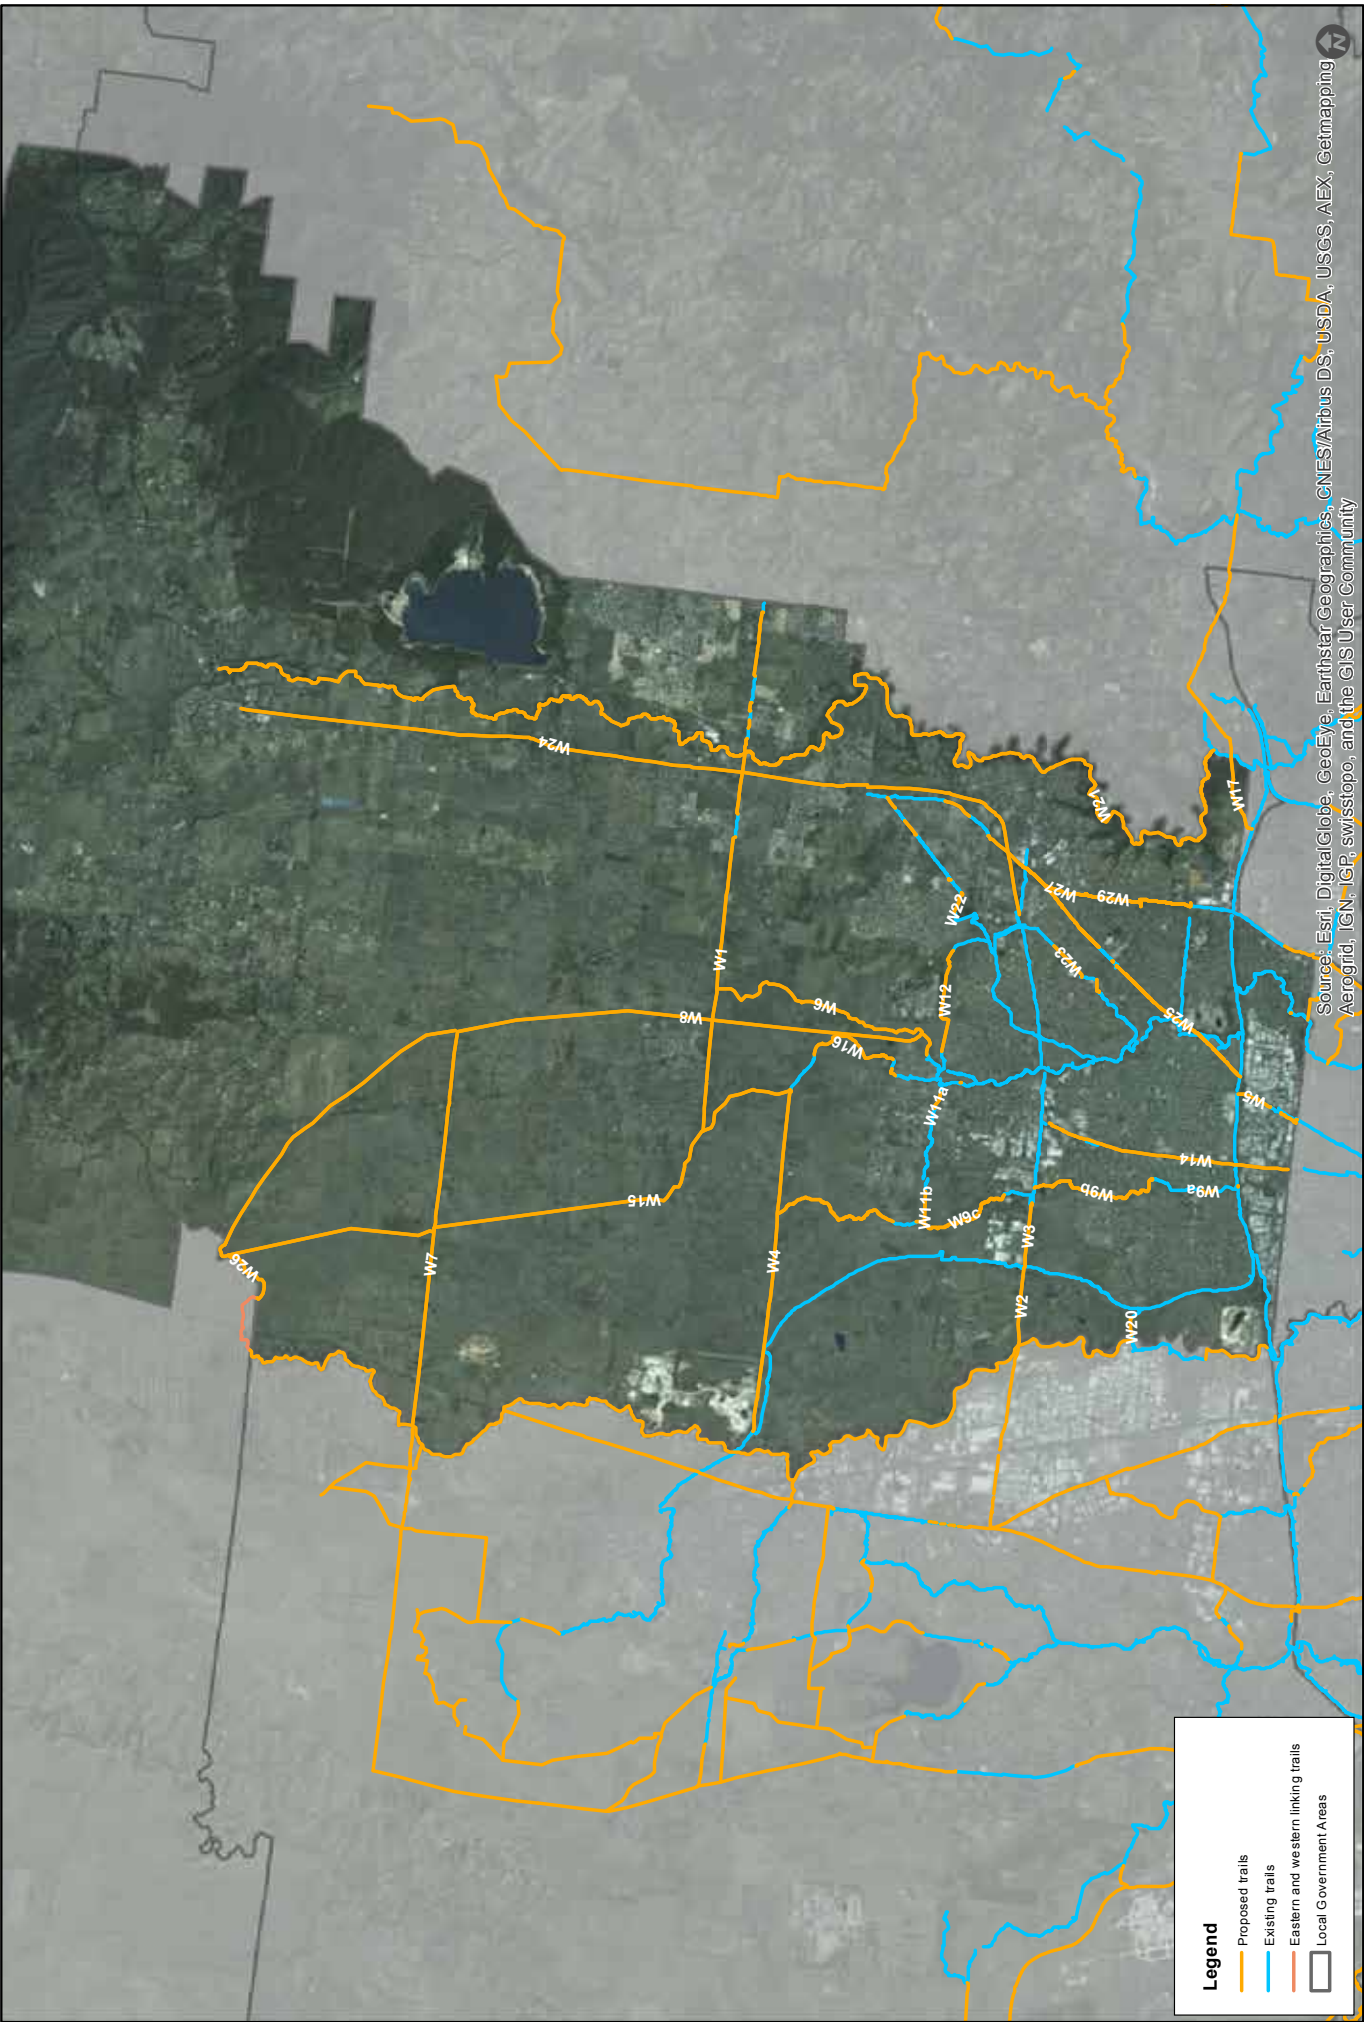 N
W24
W1
W8
W6
W16
W12
W22
W27
W29
W21
W17
W23
W25
W11a
W11b
W15
W26
W7
W4
W9c
W9b
W9a
W14
W5
W3
W2
W20
Legend
Proposed trails
Existing trails
Eastern and western linking trails
Local Government Areas
Source: Esri, DigitalGlobe, GeoEye, Earthstar Geographics, CNES/Airbus DS, USDA, USGS, AEX, Getmapping
Aerogrid, IGN, IGP, swisstopo, and the GIS User Community